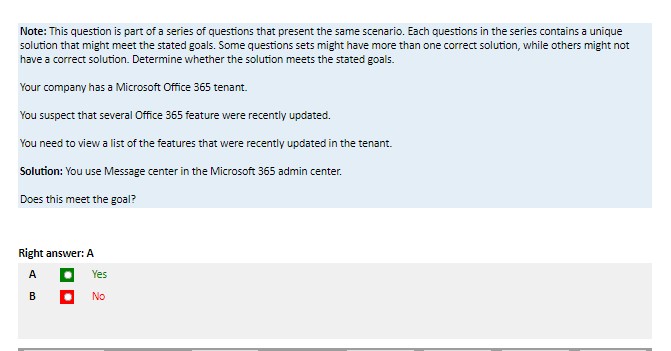 Note: This question is part of a series of questions that present the same scenario. Each questions in the series contains a unique
solution that might meet the stated goals. Some questions sets might have more than one correct solution, while others might not
have a correct solution. Determine whether the solution meets the stated goals.
Your company has a Microsoft Office 365 tenant.
You suspect that several Office 365 feature were recently updated.
You need to view a list of the features that were recently updated in the tenant.
Solution: You use Message center in the Microsoft 365 admin center.
Does this meet the goal?
Right answer: A
A Yes
B No